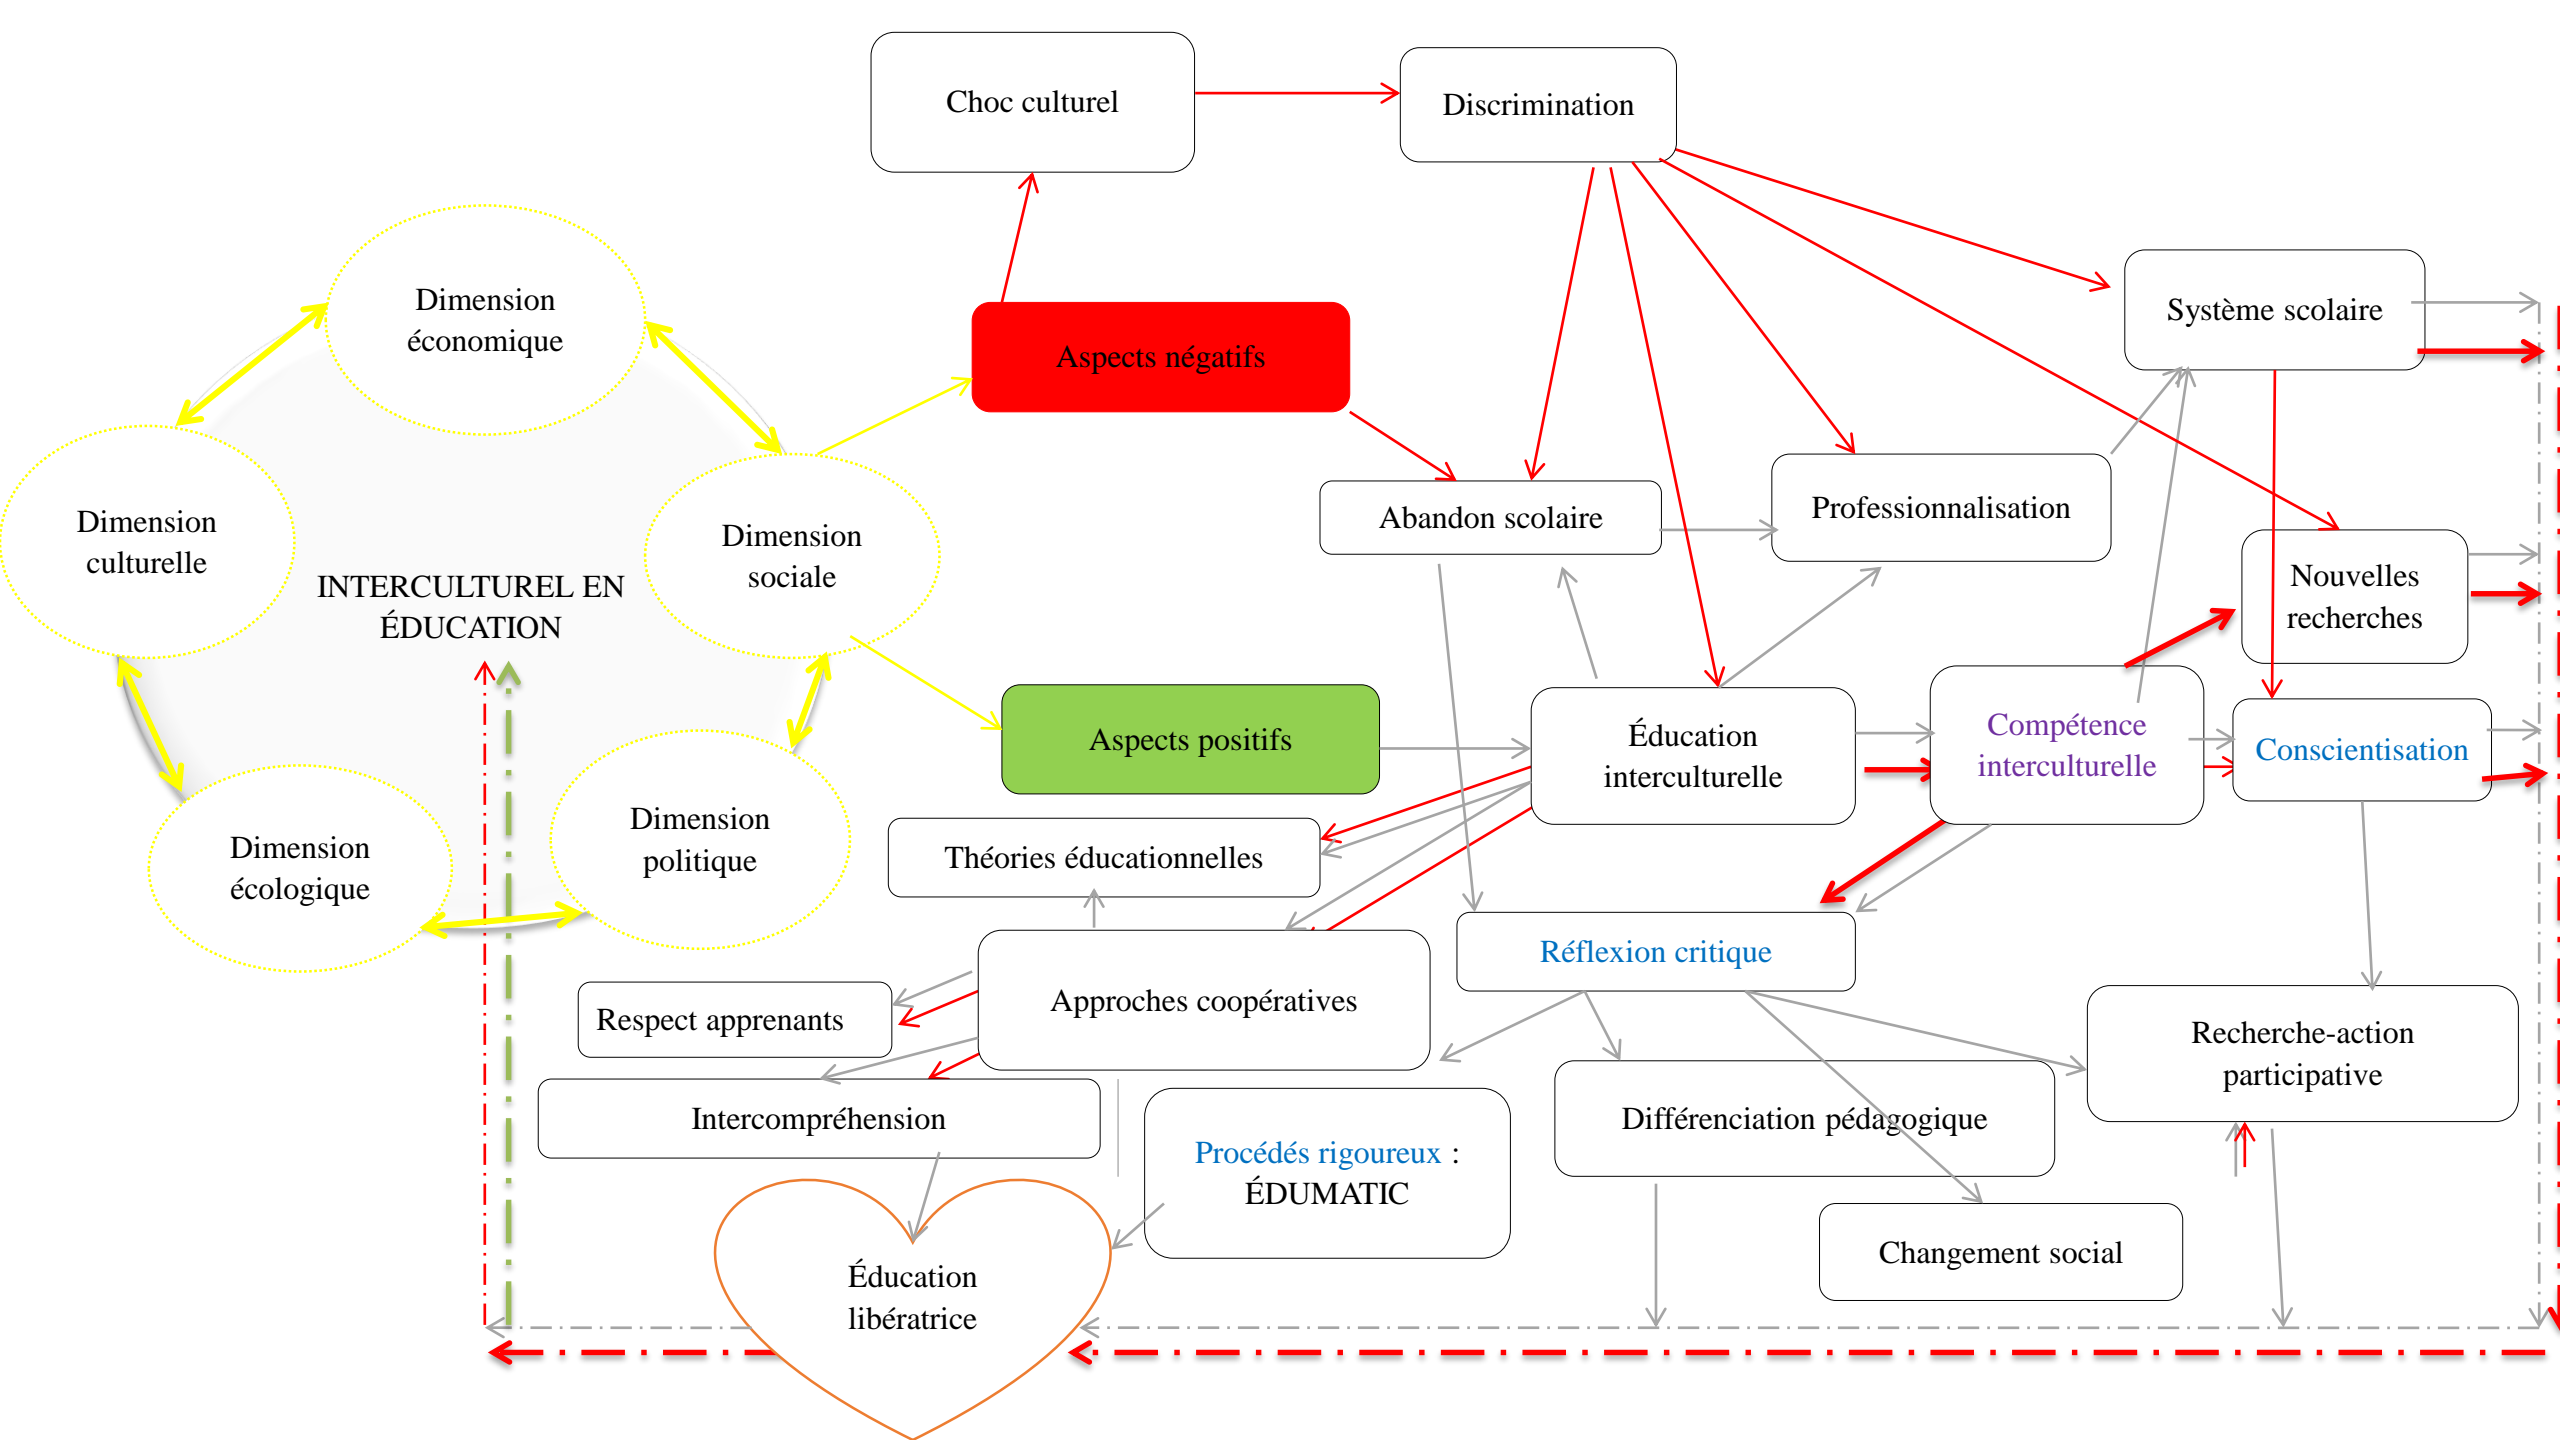 Choc culturel
Discrimination
Dimension
économique
Système scolaire
Aspects négatifs
Dimension
culturelle
Dimension
sociale
Abandon scolaire
Professionnalisation
INTERCULTUREL EN
ÉDUCATION
Nouvelles
recherches
Aspects positifs
Éducation
interculturelle
Compétence
interculturelle
Conscientisation
Dimension
politique
Dimension
écologique
Théories éducationnelles
Réflexion critique
Respect apprenants
Approches coopératives
Recherche-action
participative
Intercompréhension
Procédés rigoureux :
ÉDUMATIC
Différenciation pédagogique
Changement social
Éducation
libératrice